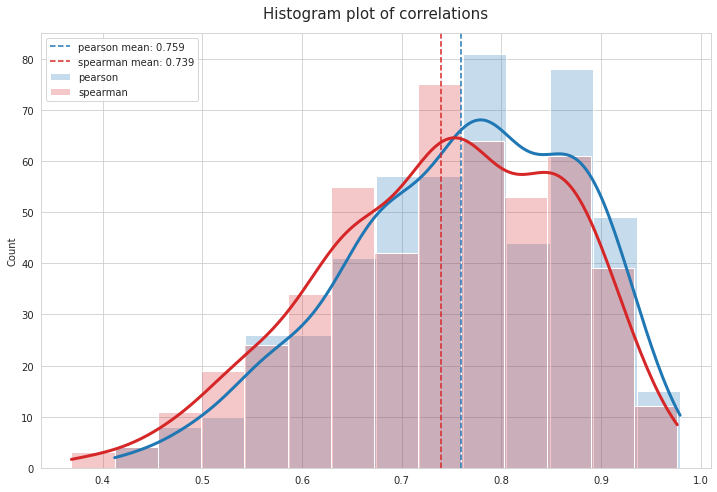 Histogram plot of correlations
pearson mean: 0.759
spearman mean: 0.739
pearson
spearman
Count
80
70
60
50
40
30
20
10
0
0.4 0.5 0.6 0.7 0.8 0.9 1.0